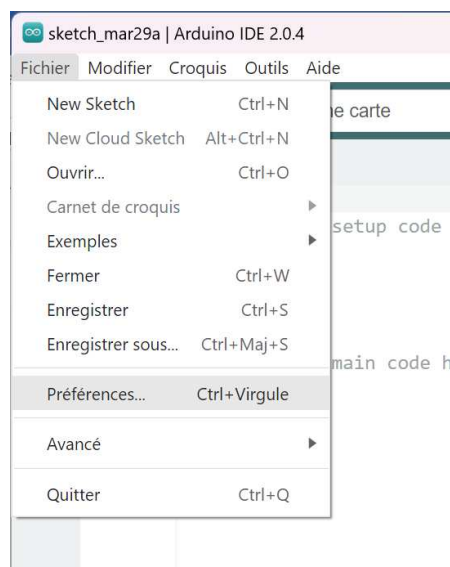 sketch_mar29a | Arduino IDE 2.0.4
Fichier Modifier Croquis Outils Aide
New Sketch Ctrl+N
New Cloud Sketch Alt+Ctrl+N
Ouvrir... Ctrl+O
Carnet de croquis
Exemples
Fermer Ctrl+W
Enregistrer Ctrl+S
Enregistrer sous... Ctrl+Maj+S
Préférences... Ctrl+Virgule
Avancé
Quitter Ctrl+Q
carte
setup code
main code h